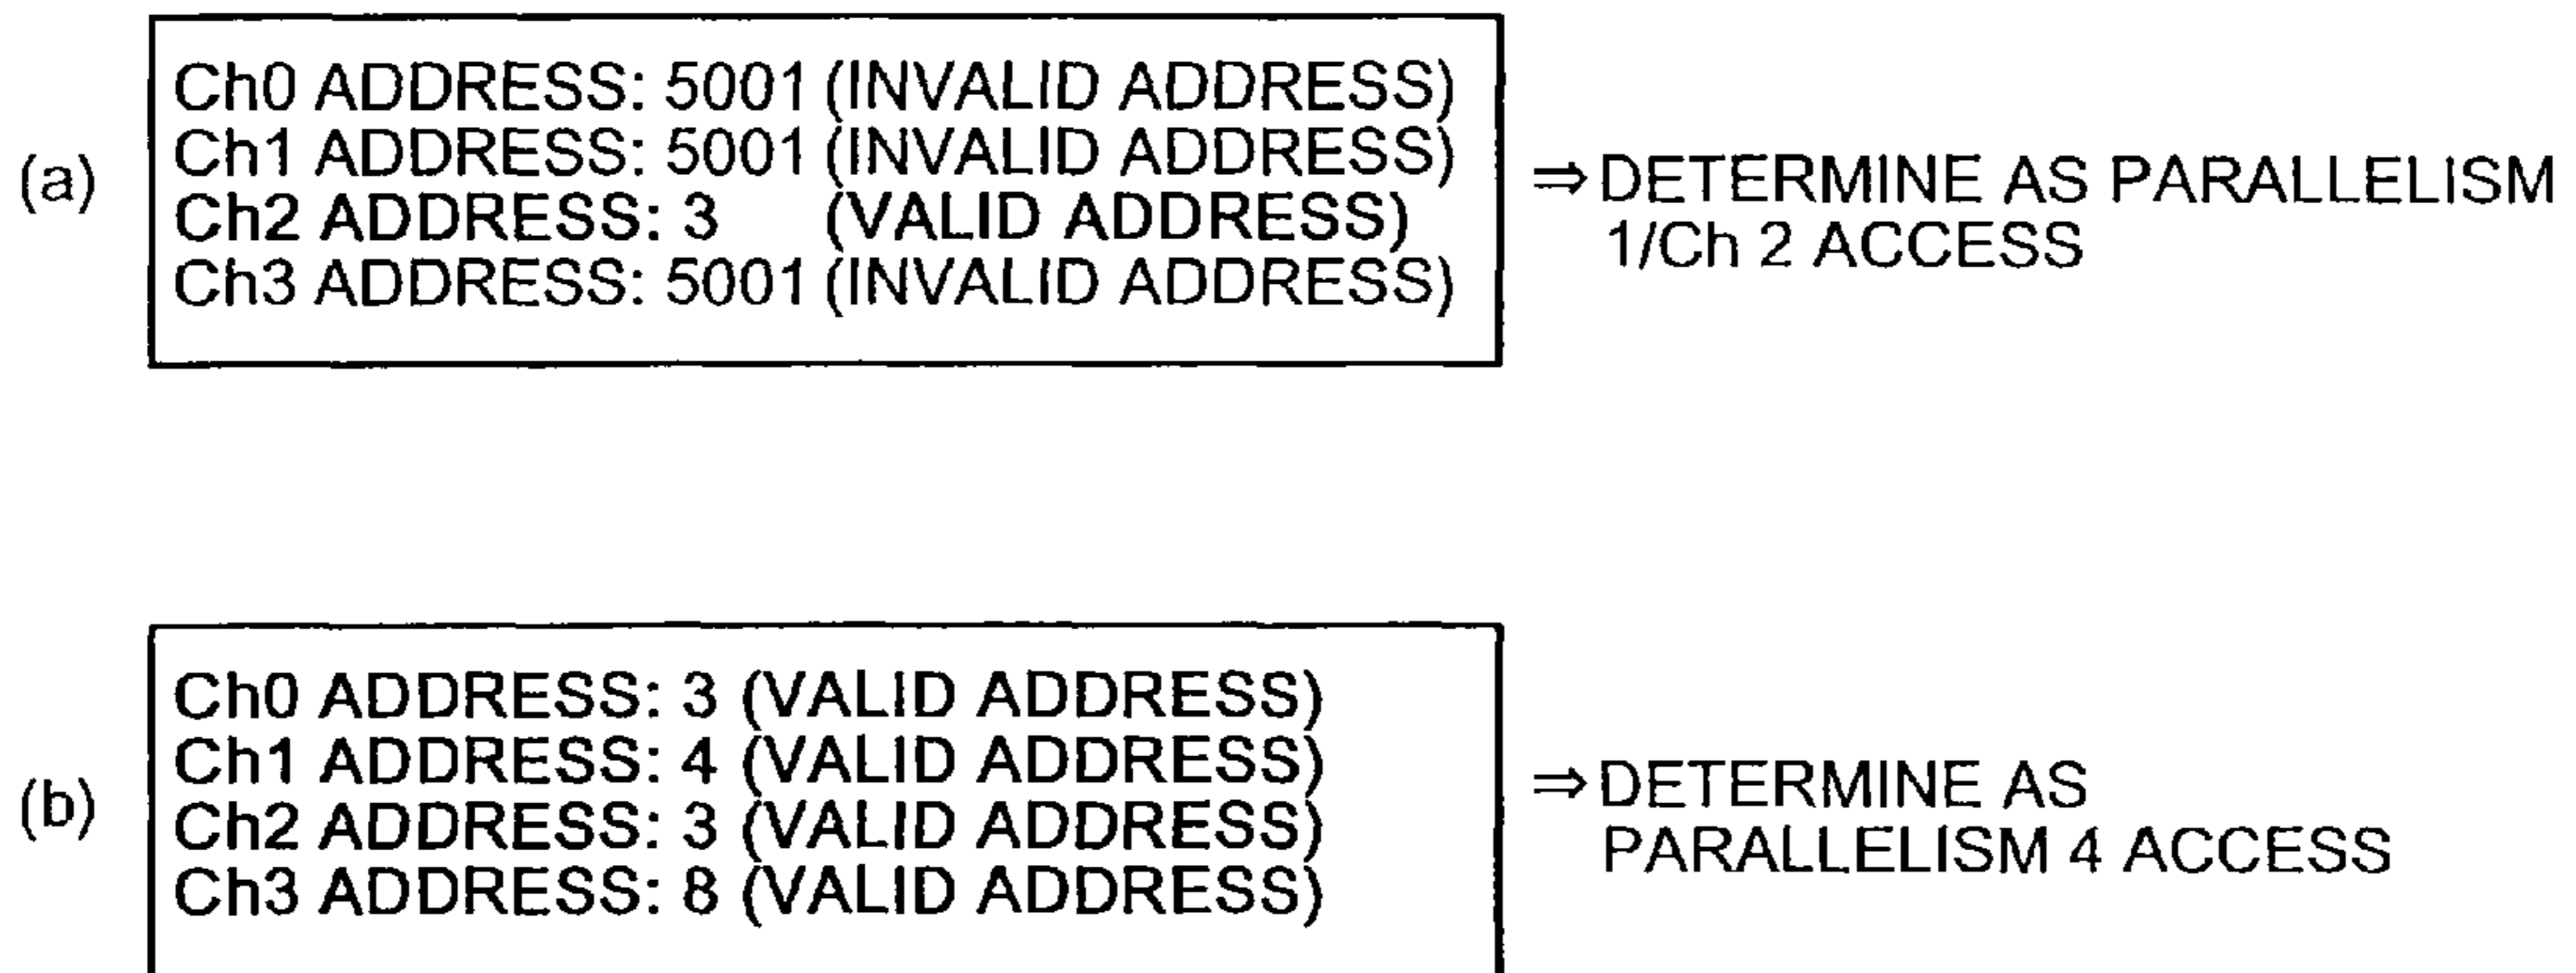 (a)
Ch0 ADDRESS: 5001 (INVALID ADDRESS)
Ch1 ADDRESS: 5001 (INVALID ADDRESS)
Ch2 ADDRESS: 3 (VALID ADDRESS)
Ch3 ADDRESS: 5001 (INVALID ADDRESS)
⇒ DETERMINE AS PARALLELISM
1/Ch 2 ACCESS
(b)
Ch0 ADDRESS: 3 (VALID ADDRESS)
Ch1 ADDRESS: 4 (VALID ADDRESS)
Ch2 ADDRESS: 3 (VALID ADDRESS)
Ch3 ADDRESS: 8 (VALID ADDRESS)
⇒ DETERMINE AS
PARALLELISM 4 ACCESS